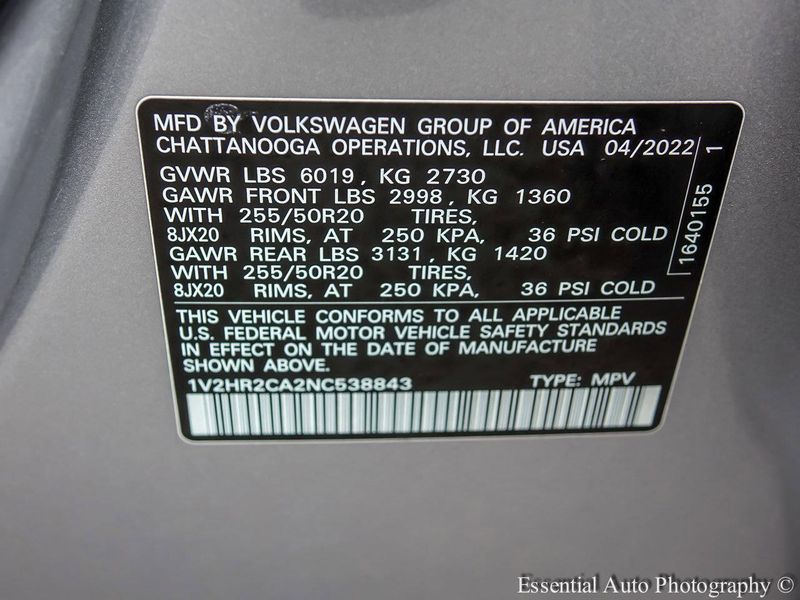 MFD BY VOLKSWAGEN GROUP OF AMERICA
CHATTANOOGA OPERATIONS, LLC. USA 04/2022
GVWR LBS 6019, KG 2730
GAWR FRONT LBS 2998, KG 1360
WITH 255/50R20 TIRES,
8JX20 RIMS, AT 250 KPA, 36 PSI COLD
GAWR REAR LBS 3131, KG 1420
WITH 255/50R20 TIRES,
8JX20 RIMS, AT 250 KPA, 36 PSI COLD
THIS VEHICLE CONFORMS TO ALL APPLICABLE
U.S. FEDERAL MOTOR VEHICLE SAFETY STANDARDS
IN EFFECT ON THE DATE OF MANUFACTURE
SHOWN ABOVE.
1V2HR2CA2NC538843 TYPE: MPV
1640155 1
Essential Auto Photography ©